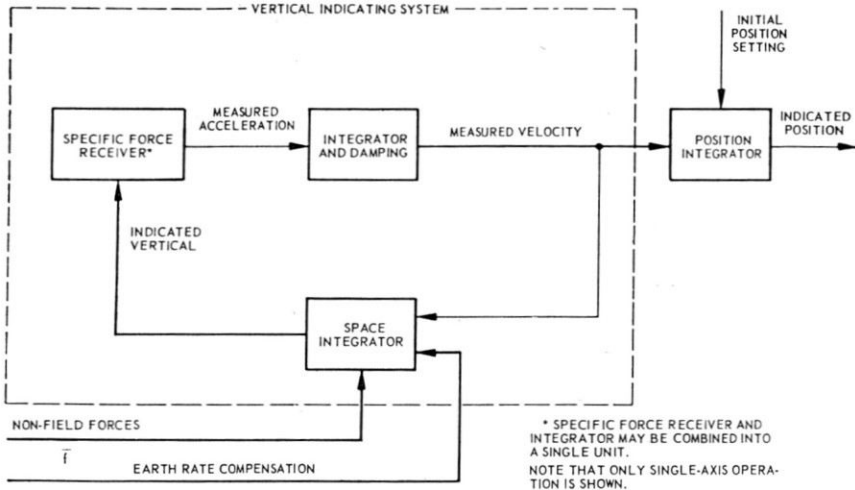 VERTICAL INDICATING SYSTEM
INITIAL
POSITION
SETTING
MEASURED
ACCELERATION
MEASURED VELOCITY
INDICATED
POSITION
SPECIFIC FORCE
RECEIVER*
INTEGRATOR
AND DAMPING
POSITION
INTEGRATOR
INDICATED
VERTICAL
SPACE
INTEGRATOR
NON-FIELD FORCES
f
EARTH RATE COMPENSATION
* SPECIFIC FORCE RECEIVER AND
INTEGRATOR MAY BE COMBINED INTO
A SINGLE UNIT.
NOTE THAT ONLY SINGLE-AXIS OPERA-
TION IS SHOWN.